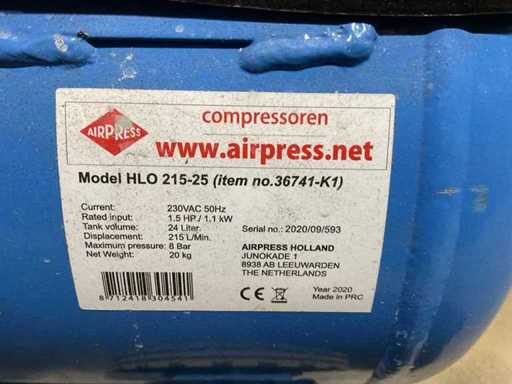 AIRPRESS
compressoren
www.airpress.net
Model HLO 215-25 (item no.36741-K1)
Current: 230VAC 50Hz
Rated input: 1.5 HP / 1.1 kW
Tank volume: 24 Liter.
Displacement: 215 L/Min.
Maximum pressure: 8 Bar
Net Weight: 20 kg
Serial no.: 2020/09/593
AIRPRESS HOLLAND
JUNOKADE 1
8938 AB LEEUWARDEN
THE NETHERLANDS
8 712418 304541
CE
Year 2020
Made in PRC